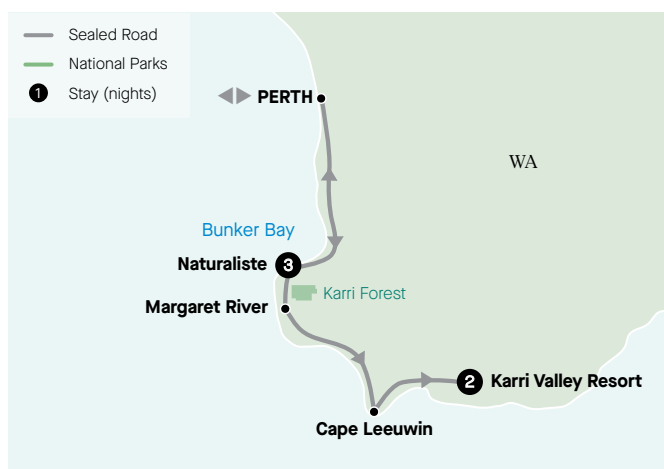 Sealed Road
National Parks
1 Stay (nights)
PERTH
WA
Bunker Bay
Naturaliste 3
Karri Forest
Margaret River
2 Karri Valley Resort
Cape Leeuwin